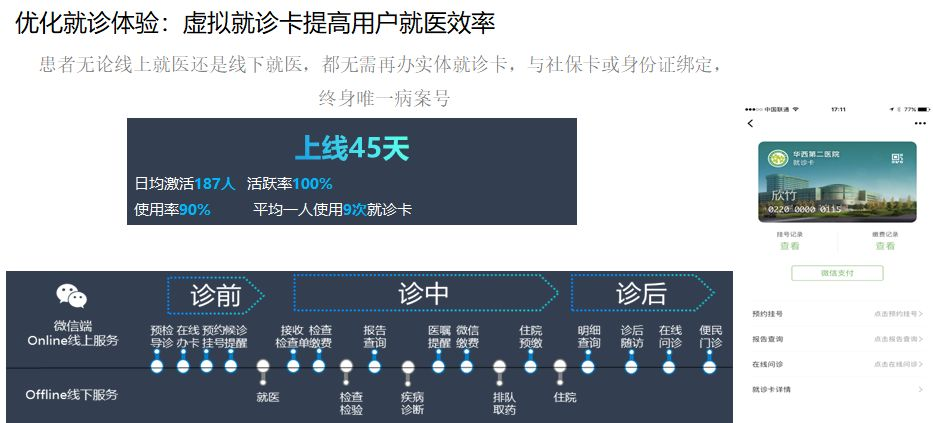 优化就诊体验：虚拟就诊卡提高用户就医效率
患者无论线上就医还是线下就医，都无需再办实体就诊卡，与社保卡或身份证绑定，
终身唯一病案号
上线45天
日均激活187人 活跃率100%
使用率90% 平均一人使用9次就诊卡
中国联通 17:11 77%
华西第二医院
就诊卡
欣竹
0220 0000 0115
挂号记录 缴费记录
查看 查看
微信支付
预约挂号 点击预约挂号>
报告查询 点击报告查询>
在线问诊 点击在线问诊>
就诊卡详情 >
诊前 诊中 诊后
微信端
Online线上服务
预检 在线 预约 候诊 接收 检查 报告 医嘱 微信 住院 明细 诊后 在线 便民
导诊 办卡 挂号 提醒 检查单 缴费 查询 提醒 缴费 预缴 查询 随访 问诊 门诊
Offline线下服务
就医 检查 疾病 排队 住院
检验 诊断 取药